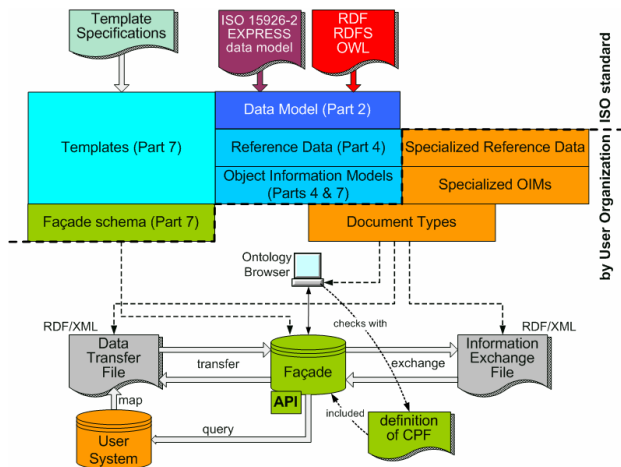 Template
Specifications
ISO 15926-2
EXPRESS
data model
RDF
RDFS
OWL
by User Organization
ISO standard
Data Model (Part 2)
Templates (Part 7)
Reference Data (Part 4)
Specialized Reference Data
Object Information Models
(Parts 4 & 7)
Specialized OIMs
Façade schema (Part 7)
Document Types
Ontology
Browser
RDF/XML
checks with
RDF/XML
Data
Transfer
File
transfer
Façade
exchange
Information
Exchange
File
map
API
included
definition
of CPF
query
User
System